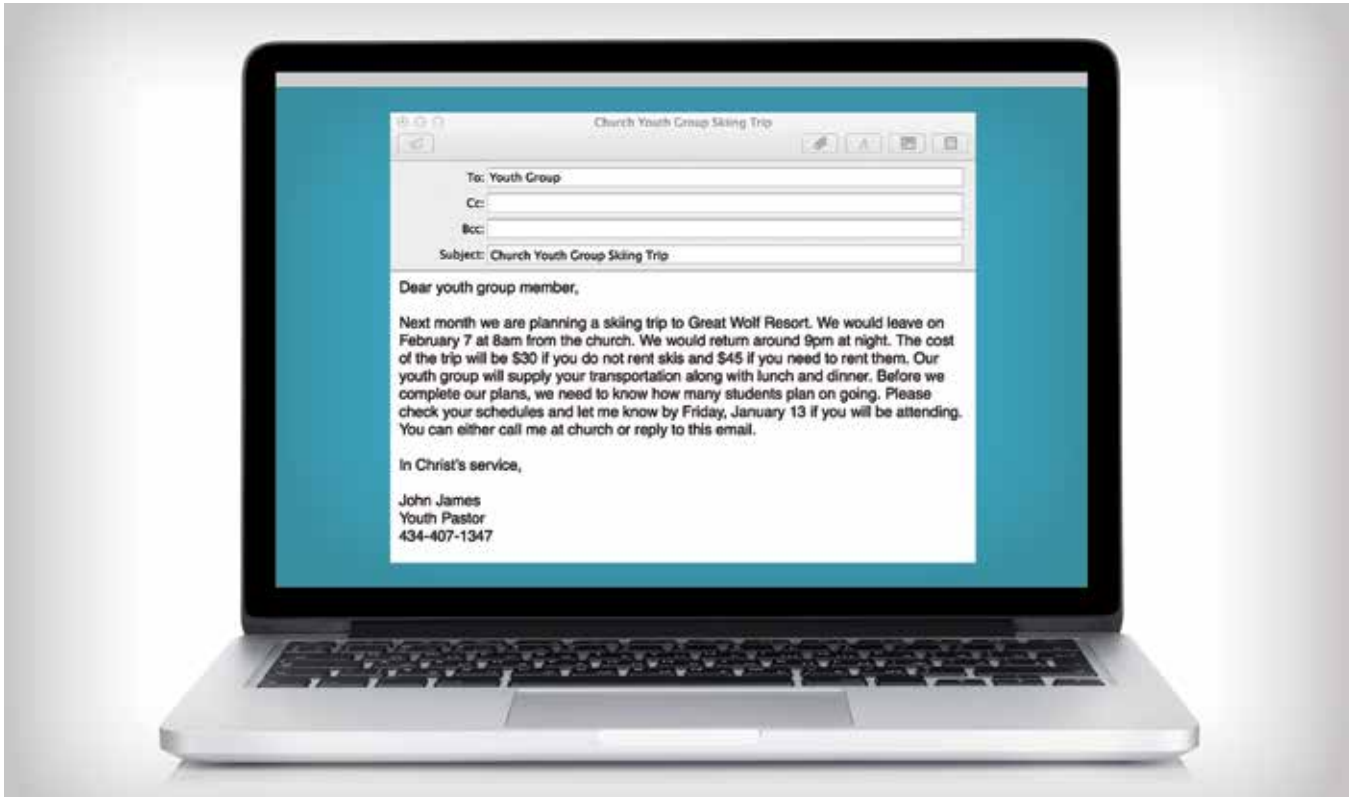 Church Youth Group Skiing Trip
To: Youth Group
Cc:
Bcc:
Subject: Church Youth Group Skiing Trip
Dear youth group member,
Next month we are planning a skiing trip to Great Wolf Resort. We would leave on
February 7 at 8am from the church. We would return around 9pm at night. The cost
of the trip will be $30 if you do not rent skis and $45 if you need to rent them. Our
youth group will supply your transportation along with lunch and dinner. Before we
complete our plans, we need to know how many students plan on going. Please
check your schedules and let me know by Friday, January 13 if you will be attending.
You can either call me at church or reply to this email.
In Christ's service,
John James
Youth Pastor
434-407-1347